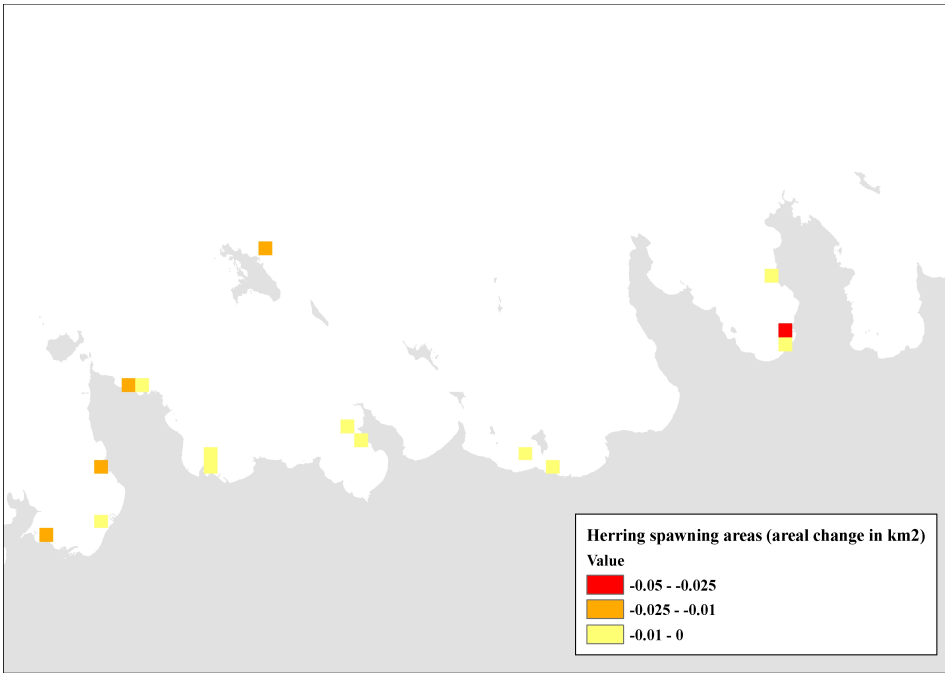 Herring spawning areas (areal change in km2)
Value
-0.05 - -0.025
-0.025 - -0.01
-0.01 - 0